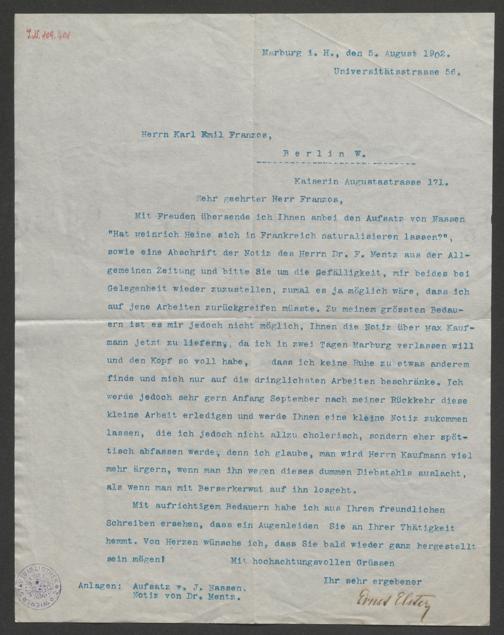 I.N. 109.401
Marburg i. H., den 5. August 1902.
Universitätsstrasse 56.
Herrn Karl Emil Franzos,
Berlin W.
Kaiserin Augustastrasse 171.
Sehr geehrter Herr Franzos,
Mit Freuden übersende ich Ihnen anbei den Aufsatz von Nassen
"Hat Heinrich Heine sich in Frankreich naturalisieren lassen?",
sowie eine Abschrift der Notiz des Herrn Dr. F. Mentz aus der All-
gemeinen Zeitung und bitte Sie um die Gefälligkeit, mir beides bei
Gelegenheit wieder zuzustellen, zumal es ja möglich wäre, dass ich
auf jene Arbeiten zurückgreifen müsste. Zu meinem grössten Bedau-
ern ist es mir jedoch nicht möglich, Ihnen die Notiz über Max Kauf-
mann jetzt zu liefern, da ich in zwei Tagen Marburg verlassen will
und den Kopf so voll habe, dass ich keine Ruhe zu etwas anderem
finde und mich nur auf die dringlichsten Arbeiten beschränke. Ich
werde jedoch sehr gern Anfang September nach meiner Rückkehr diese
kleine Arbeit erledigen und werde Ihnen eine kleine Notiz zukommen
lassen, die ich jedoch nicht allzu cholerisch, sondern eher spöt-
tisch abfassen werde, denn ich glaube, man wird Herrn Kaufmann viel
mehr ärgern, wenn man ihn wegen dieses dummen Diebstahls auslacht,
als wenn man mit Berserkerwut auf ihn losgeht.
Mit aufrichtigem Bedauern habe ich aus Ihrem freundlichen
Schreiben ersehen, dass ein Augenleiden Sie an Ihrer Thätigkeit
hemmt. Von Herzen wünsche ich, dass Sie bald wieder ganz hergestellt
sein mögen! Mit hochachtungsvollen Grüssen
Ihr sehr ergebener
Anlagen: Aufsatz v. J. Nassen.
Notiz von Dr. Mentz.
Ernst Elster